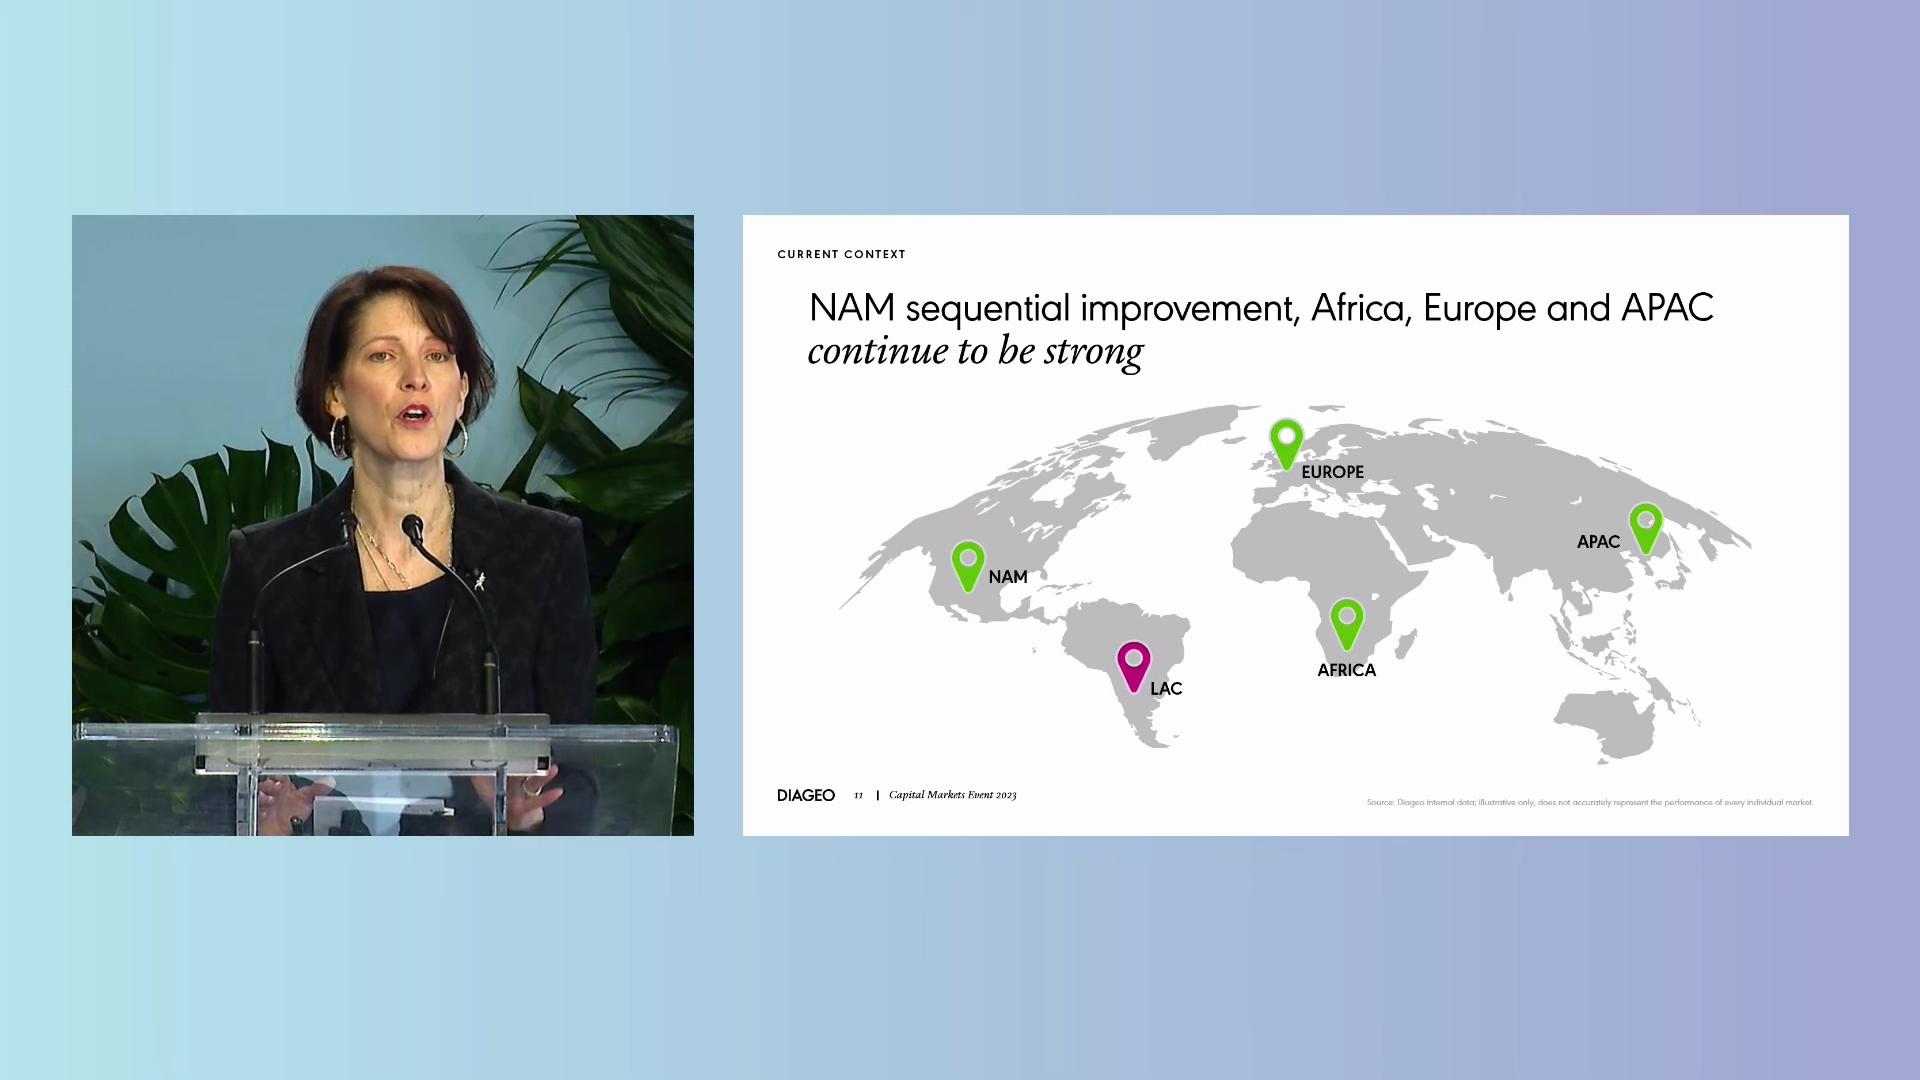 CURRENT CONTEXT
NAM sequential improvement, Africa, Europe and APAC
continue to be strong
EUROPE
APAC
NAM
AFRICA
LAC
DIAGEO 11 | Capital Markets Event 2023
Source: Diageo internal data; illustrative only, does not accurately represent the performance of every individual market.